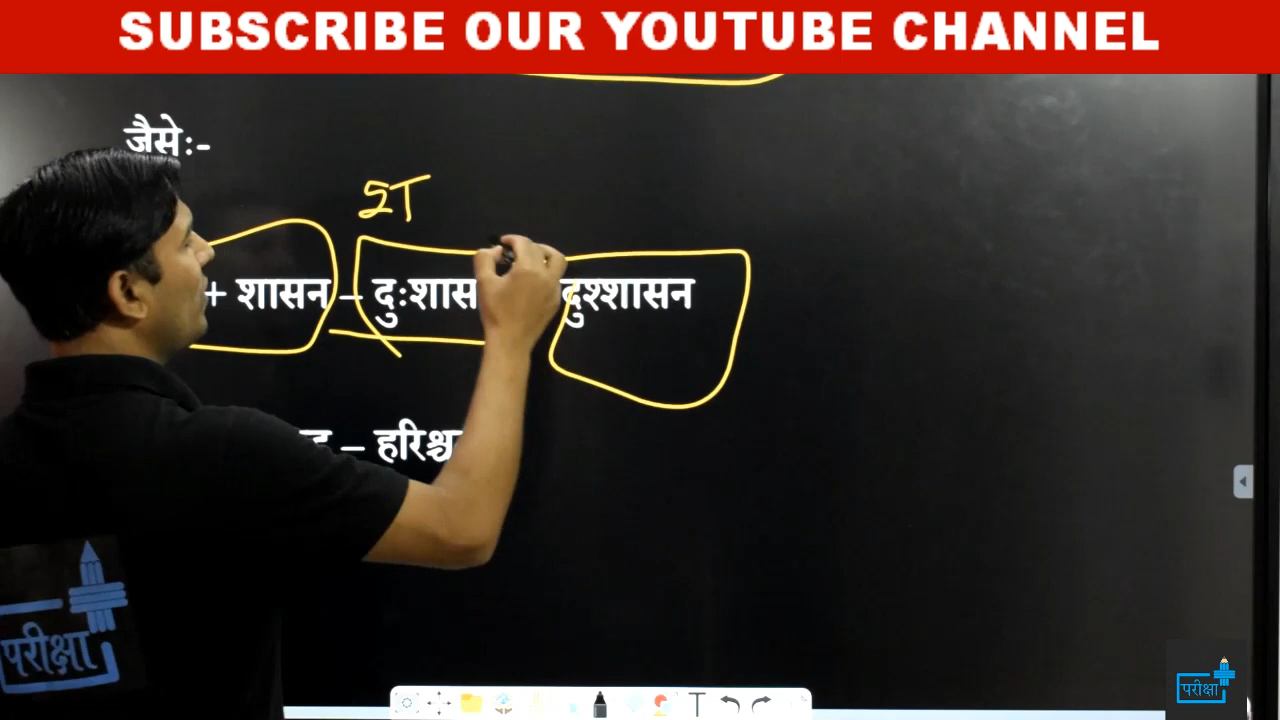 SUBSCRIBE OUR YOUTUBE CHANNEL
जैसेः-
श
+ शासन – दुःशास दुश्शासन
– हरिश्च
परीक्षा
T
परीक्षा